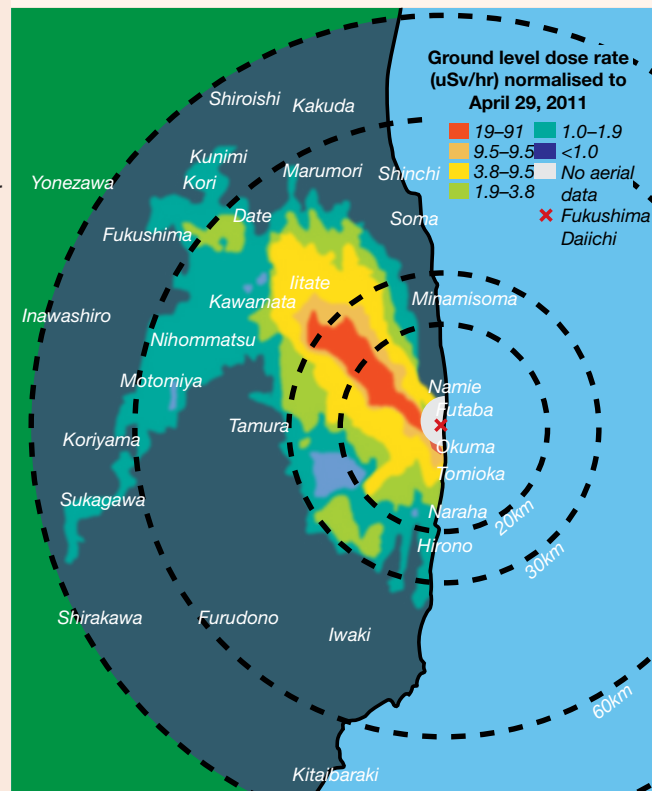 Ground level dose rate
(uSv/hr) normalised to
April 29, 2011
19–91
1.0–1.9
9.5–9.5
<1.0
3.8–9.5
No aerial
data
1.9–3.8
Fukushima
Daiichi
Shiroishi
Kakuda
Kunimi
Marumori
Shinchi
Yonezawa
Kori
Date
Soma
Fukushima
Iitate
Kawamata
Minamisoma
Inawashiro
Nihommatsu
Motomiya
Namie
Futaba
Tamura
Koriyama
Okuma
Tomioka
Sukagawa
Naraha
20km
Hirono
30km
Shirakawa
Furudono
Iwaki
60km
Kitaibaraki